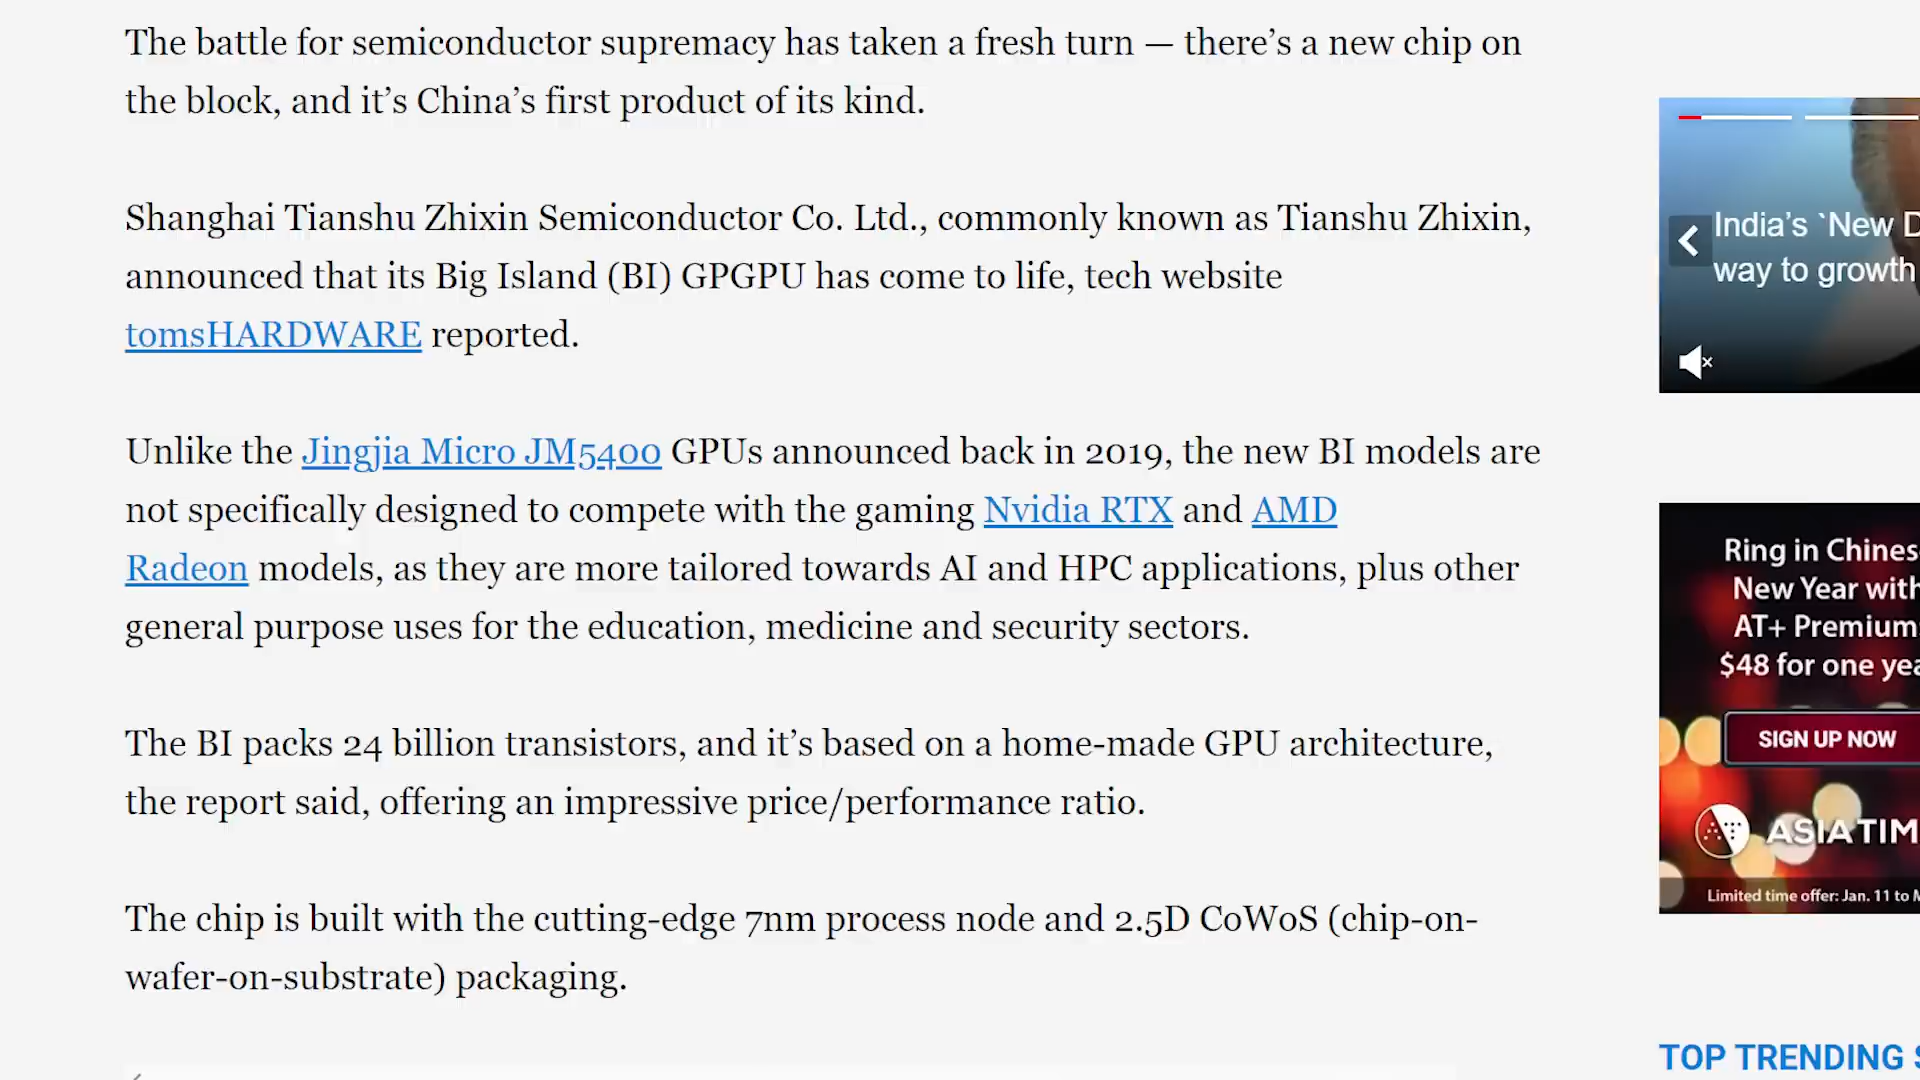 The battle for semiconductor supremacy has taken a fresh turn — there’s a new chip on
the block, and it’s China’s first product of its kind.
Shanghai Tianshu Zhixin Semiconductor Co. Ltd., commonly known as Tianshu Zhixin,
announced that its Big Island (BI) GPGPU has come to life, tech website
tomsHARDWARE reported.
Unlike the Jingjia Micro JM5400 GPUs announced back in 2019, the new BI models are
not specifically designed to compete with the gaming Nvidia RTX and AMD
Radeon models, as they are more tailored towards AI and HPC applications, plus other
general purpose uses for the education, medicine and security sectors.
The BI packs 24 billion transistors, and it’s based on a home-made GPU architecture,
the report said, offering an impressive price/performance ratio.
The chip is built with the cutting-edge 7nm process node and 2.5D CoWoS (chip-on-
wafer-on-substrate) packaging.
India’s `New D
way to growth
Ring in Chines
New Year with
AT+ Premium
$48 for one yea
SIGN UP NOW
ASIA TIM
Limited time offer: Jan. 11 to M
TOP TRENDING S